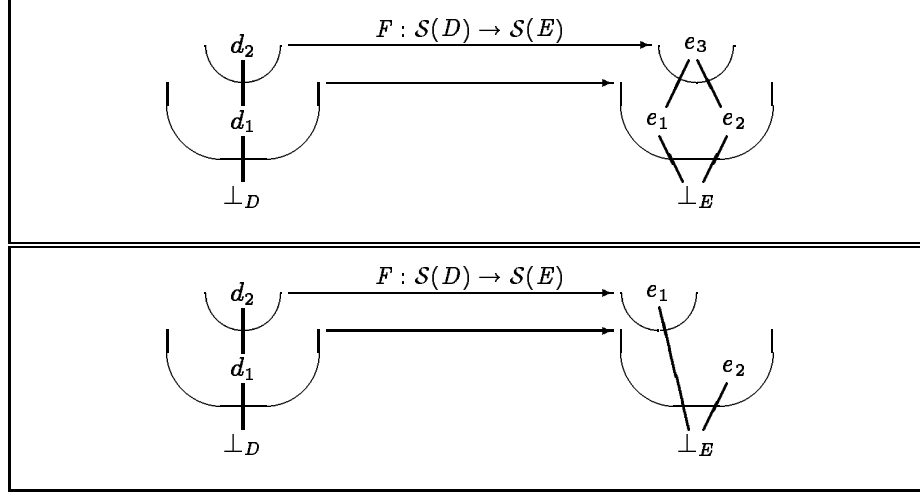 F : S(D) → S(E)
d₂ e₃
d₁ e₁ e₂
⊥_D ⊥_E
F : S(D) → S(E)
d₂ e₁
d₁ e₂
⊥_D ⊥_E